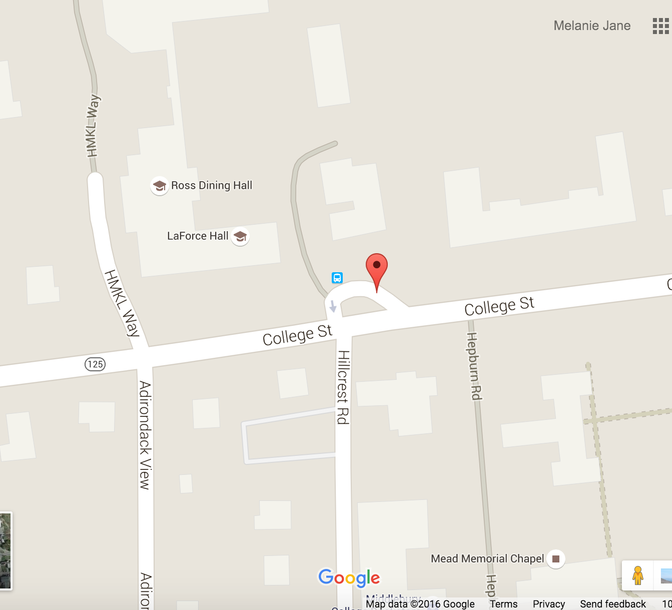 Melanie Jane
HMKL Way
Ross Dining Hall
LaForce Hall
HMKL Way
College St
College St
125
Hillcrest Rd
Hepburn Rd
Adirondack View
Mead Memorial Chapel
Google
Map data ©2016 Google Terms Privacy Send feedback